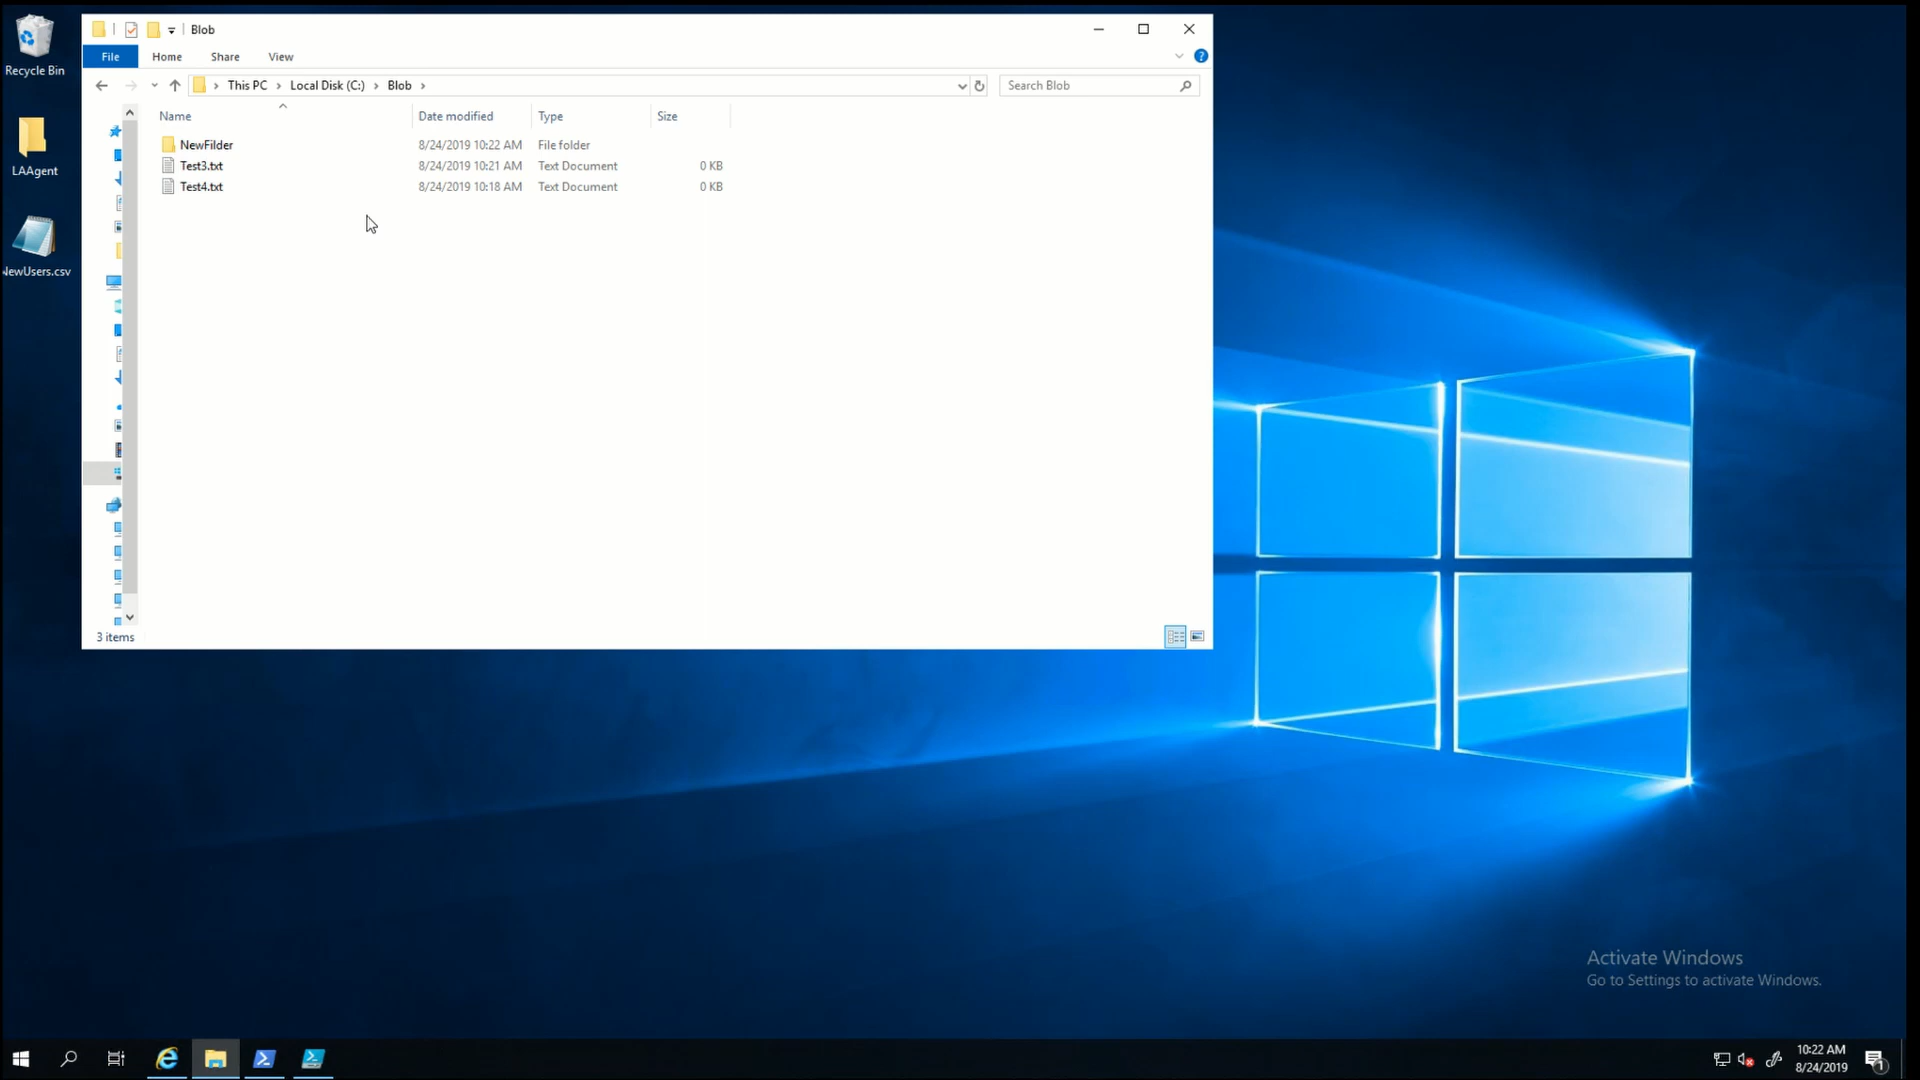 Recycle Bin
LAAgent
NewUsers.csv
Blob
File Home Share View
This PC Local Disk (C:) Blob
Search Blob
Name Date modified Type Size
NewFilder 8/24/2019 10:22 AM File folder
Test3.txt 8/24/2019 10:21 AM Text Document 0 KB
Test4.txt 8/24/2019 10:18 AM Text Document 0 KB
3 items
Activate Windows
Go to Settings to activate Windows.
10:22 AM
8/24/2019
1